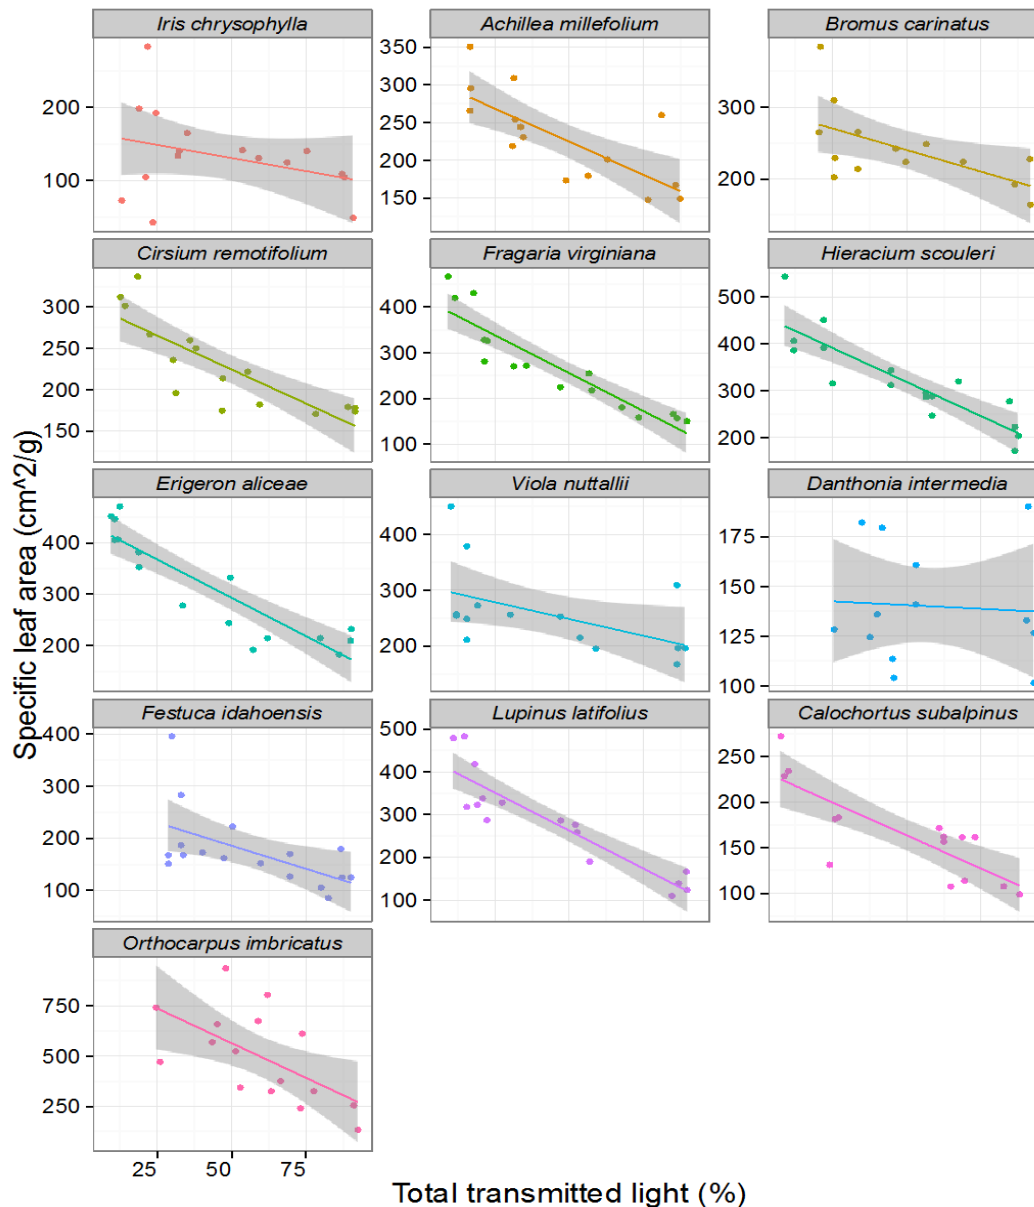 Iris chrysophylla
Achillea millefolium
Bromus carinatus
200
100
350
300
250
200
150
300
200
Cirsium remotifolium
Fragaria virginiana
Hieracium scouleri
300
250
200
150
400
300
200
100
500
400
300
200
Erigeron aliceae
Viola nuttallii
Danthonia intermedia
400
300
200
400
300
200
175
150
125
100
Festuca idahoensis
Lupinus latifolius
Calochortus subalpinus
400
300
200
100
500
400
300
200
100
250
200
150
100
Orthocarpus imbricatus
750
500
250
25 50 75
Specific leaf area (cm^2/g)
Total transmitted light (%)